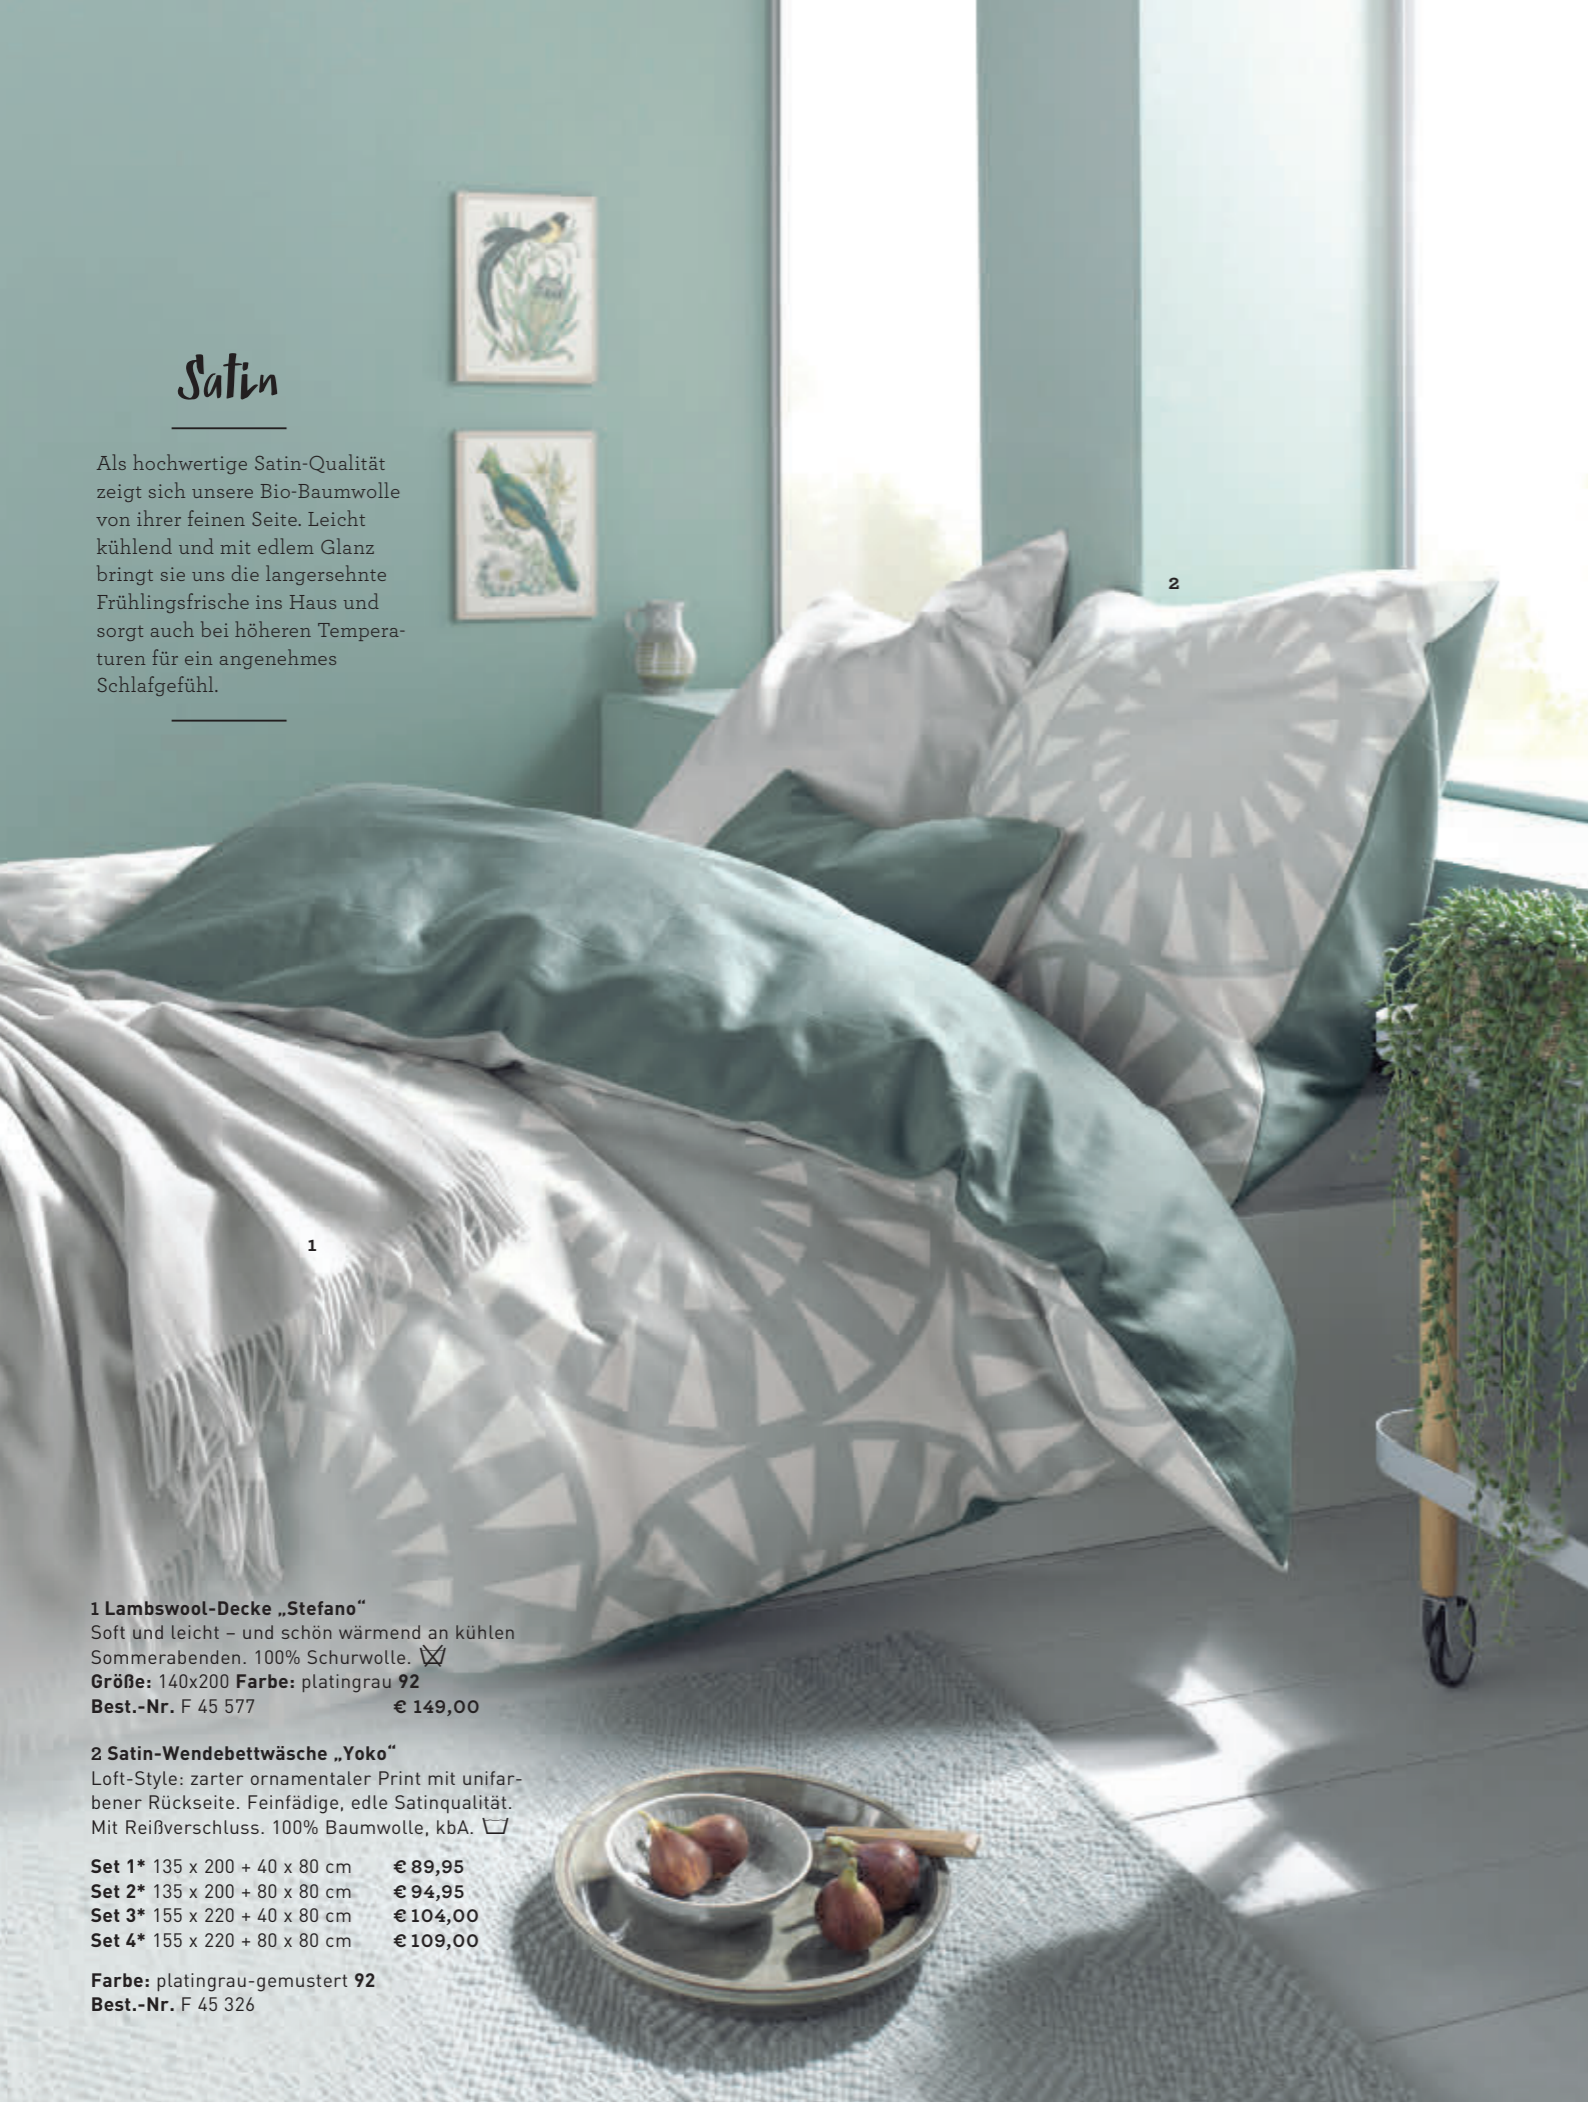 Satin
Als hochwertige Satin-Qualität
zeigt sich unsere Bio-Baumwolle
von ihrer feinen Seite. Leicht
kühlend und mit edlem Glanz
bringt sie uns die langersehnte
Frühlingsfrische ins Haus und
sorgt auch bei höheren Tempera-
turen für ein angenehmes
Schlafgefühl.
2
1
1 Lambswool-Decke „Stefano“
Soft und leicht – und schön wärmend an kühlen
Sommerabenden. 100% Schurwolle.
Größe: 140x200 Farbe: platingrau 92
Best.-Nr. F 45 577 € 149,00
2 Satin-Wendebettwäsche „Yoko“
Loft-Style: zarter ornamentaler Print mit unifar-
bener Rückseite. Feinfädige, edle Satinqualität.
Mit Reißverschluss. 100% Baumwolle, kbA.
Set 1* 135 x 200 + 40 x 80 cm € 89,95
Set 2* 135 x 200 + 80 x 80 cm € 94,95
Set 3* 155 x 220 + 40 x 80 cm € 104,00
Set 4* 155 x 220 + 80 x 80 cm € 109,00
Farbe: platingrau-gemustert 92
Best.-Nr. F 45 326